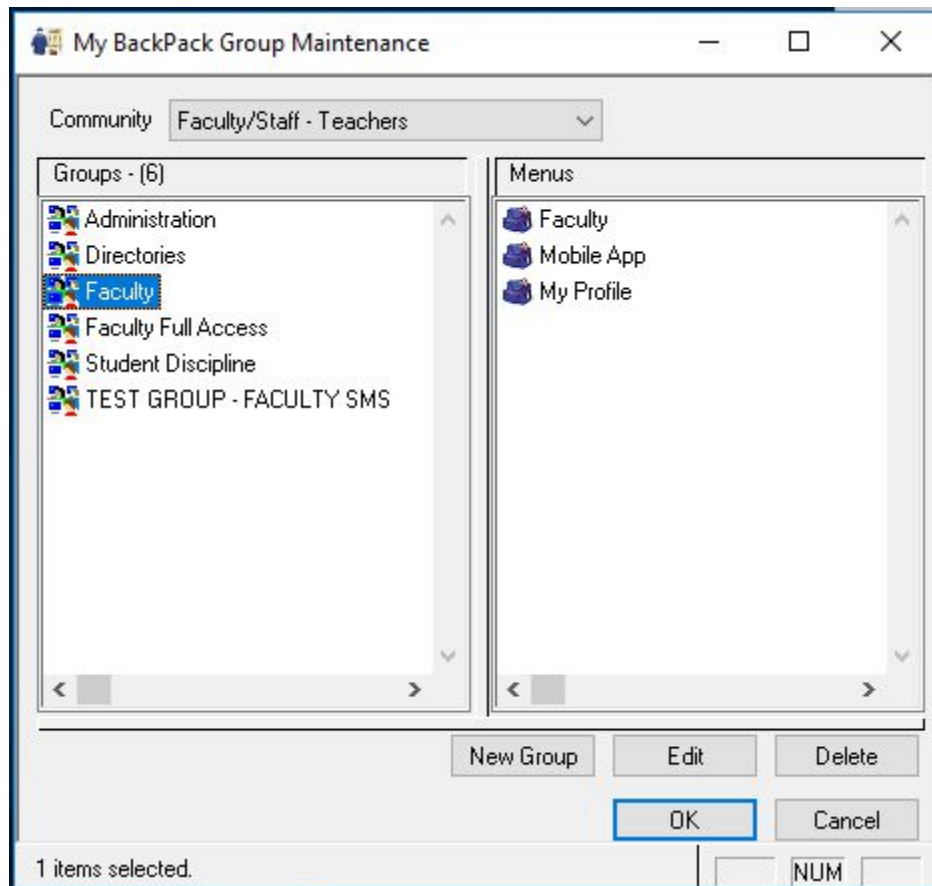 My BackPack Group Maintenance
Community Faculty/Staff - Teachers
Groups - (6)
Administration
Directories
Faculty
Faculty Full Access
Student Discipline
TEST GROUP - FACULTY SMS
Menus
Faculty
Mobile App
My Profile
New Group Edit Delete
OK Cancel
1 items selected. NUM